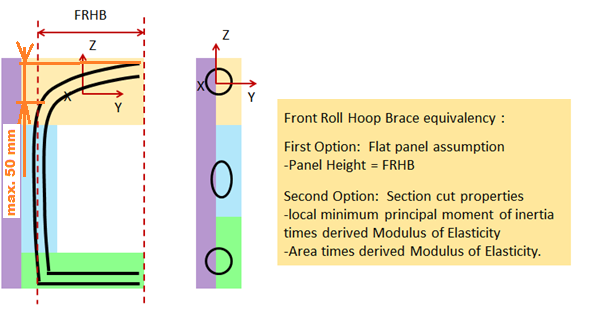 FRHB
Z
X
Y
max. 50 mm
Z
X
Y
Front Roll Hoop Brace equivalency :
First Option: Flat panel assumption
-Panel Height = FRHB
Second Option: Section cut properties
-local minimum principal moment of inertia
times derived Modulus of Elasticity
-Area times derived Modulus of Elasticity.